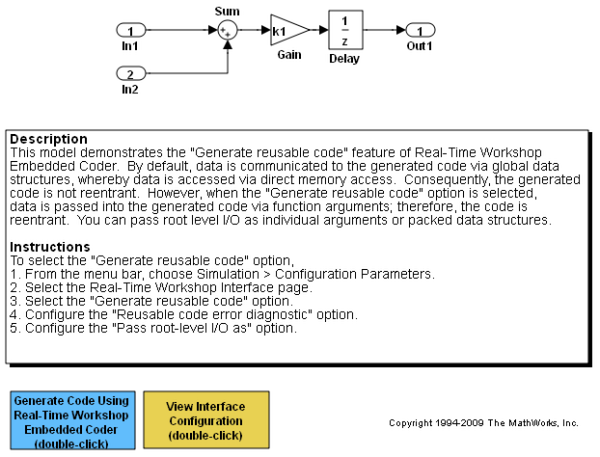 Sum
1
In1
+
+
k1
Gain
1
z
Delay
1
Out1
2
In2
Description
This model demonstrates the "Generate reusable code" feature of Real-Time Workshop
Embedded Coder.  By default, data is communicated to the generated code via global data
structures, whereby data is accessed via direct memory access.  Consequently, the generated
code is not reentrant.  However, when the "Generate reusable code" option is selected,
data is passed into the generated code via function arguments; therefore, the code is
reentrant.  You can pass root level I/O as individual arguments or packed data structures.
Instructions
To select the "Generate reusable code" option,
1. From the menu bar, choose Simulation > Configuration Parameters.
2. Select the Real-Time Workshop Interface page.
3. Select the "Generate reusable code" option.
4. Configure the "Reusable code error diagnostic" option.
5. Configure the "Pass root-level I/O as" option.
Generate Code Using
Real-Time Workshop
Embedded Coder
(double-click)
View Interface
Configuration
(double-click)
Copyright 1994-2009 The MathWorks, Inc.